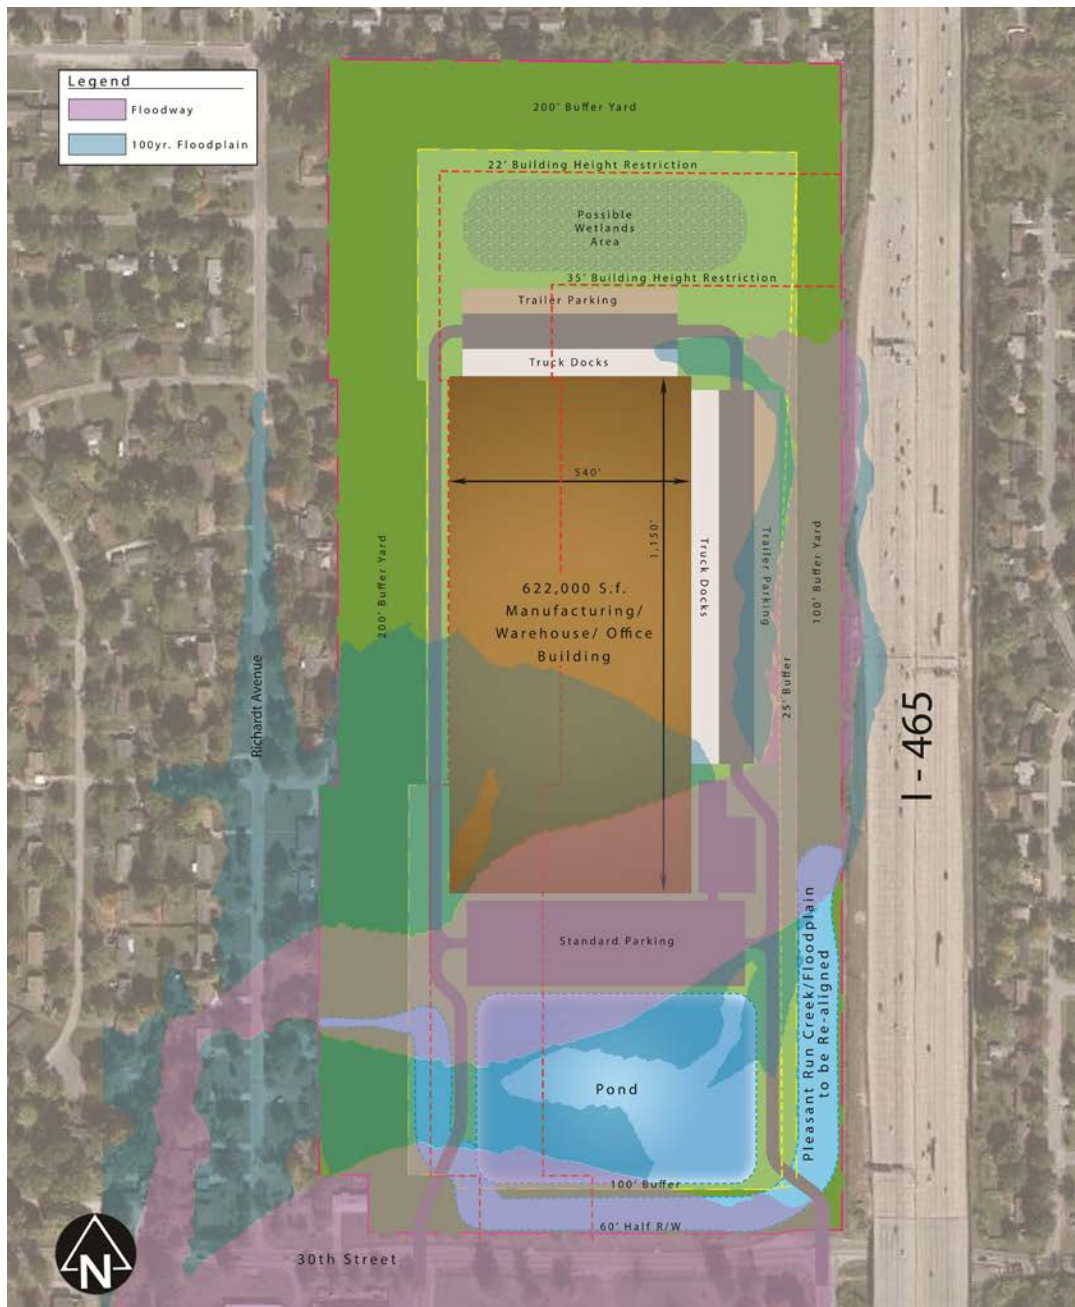 Legend
Floodway
100yr. Floodplain
200' Buffer Yard
22' Building Height Restriction
Possible
Wetlands
Area
35' Building Height Restriction
Trailer Parking
Truck Docks
540'
1,150'
622,000 S.f.
Manufacturing/
Warehouse/ Office
Building
200' Buffer Yard
Truck Docks
Trailer Parking
25' Buffer
100' Buffer Yard
Richardt Avenue
I - 465
Standard Parking
Pond
Pleasant Run Creek/Floodplain
to be Re-aligned
100' Buffer
60' Half R/W
30th Street
N